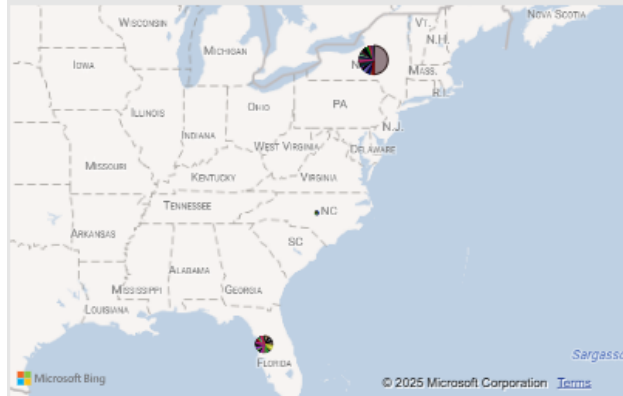 NOVA SCOTIA
WISCONSIN
VT.
N.H.
MICHIGAN
N
MASS.
IOWA
R.I.
PA
OHIO
ILLINOIS
N.J.
INDIANA
WEST VIRGINIA
DELAWARE
MISSOURI
KENTUCKY
VIRGINIA
TENNESSEE
NC
ARKANSAS
SC
ALABAMA
MISSISSIPPI
GEORGIA
LOUISIANA
FLORIDA
Sargasso
Microsoft Bing
© 2025 Microsoft Corporation Terms